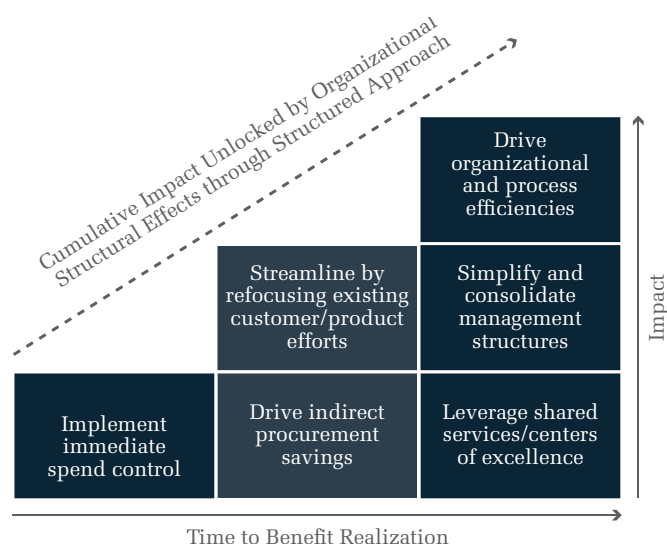 Cumulative Impact Unlocked by Organizational
Structural Effects through Structured Approach
Drive
organizational
and process
efficiencies
Streamline by
refocusing existing
customer/product
efforts
Simplify and
consolidate
management
structures
Implement
immediate
spend control
Drive indirect
procurement
savings
Leverage shared
services/centers
of excellence
Impact
Time to Benefit Realization